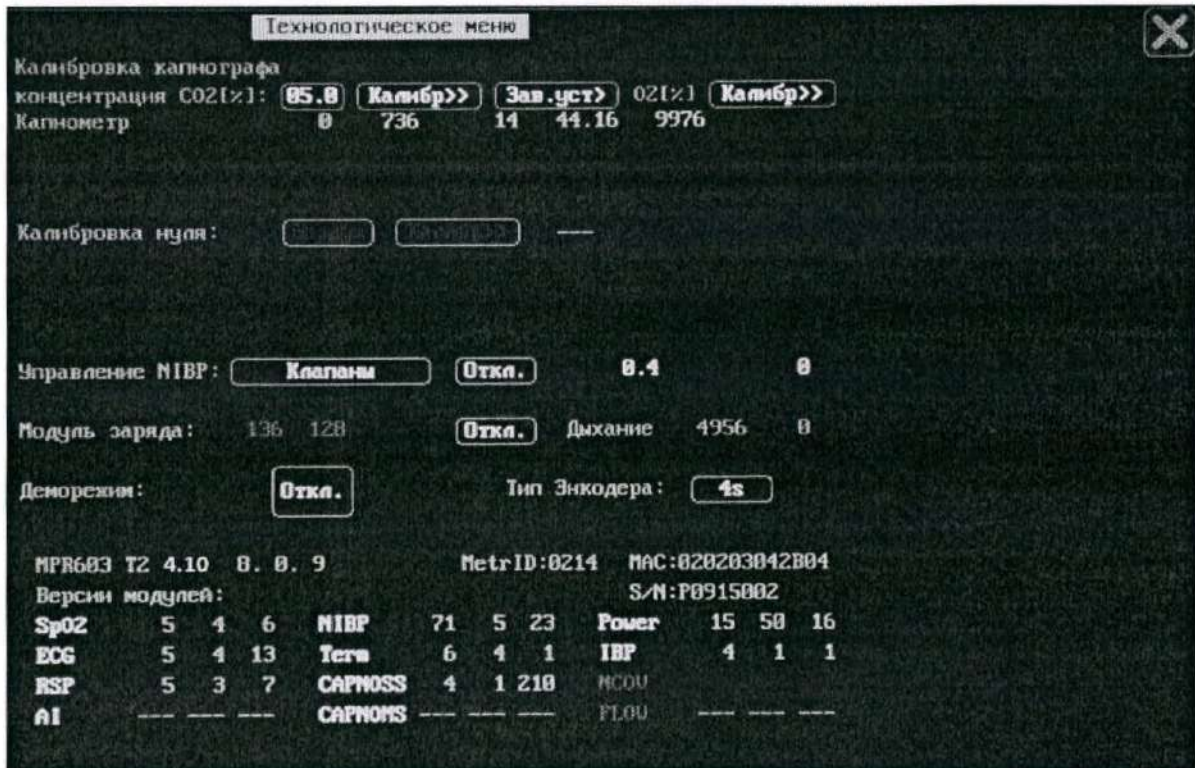 Технологическое меню
Калибровка капнографа
концентрация CO2[%]: 05.0 Калибр>> Зав.уст> O2[%] Калибр>>
Капнометр 0 736 14 44.16 9976
Калибровка нуля: ---
Управление NIBP: Клапаны Откл. 0.4 0
Модуль заряда: 136 128 Откл. Дыхание 4956 0
Деморежим: Откл. Тип Энкодера: 4s
MPR603 T2 4.10 8. 0. 9 MetrID:0214 MAC:020203042B04
Версии модулей: S/N:P0915002
SpO2 5 4 6 NIBP 71 5 23 Power 15 50 16
ECG 5 4 13 Term 6 4 1 IBP 4 1 1
RSP 5 3 7 CAPNOSS 4 1 210 MCOU
AI --- --- --- CAPNOMS --- --- --- FLOW --- --- ---